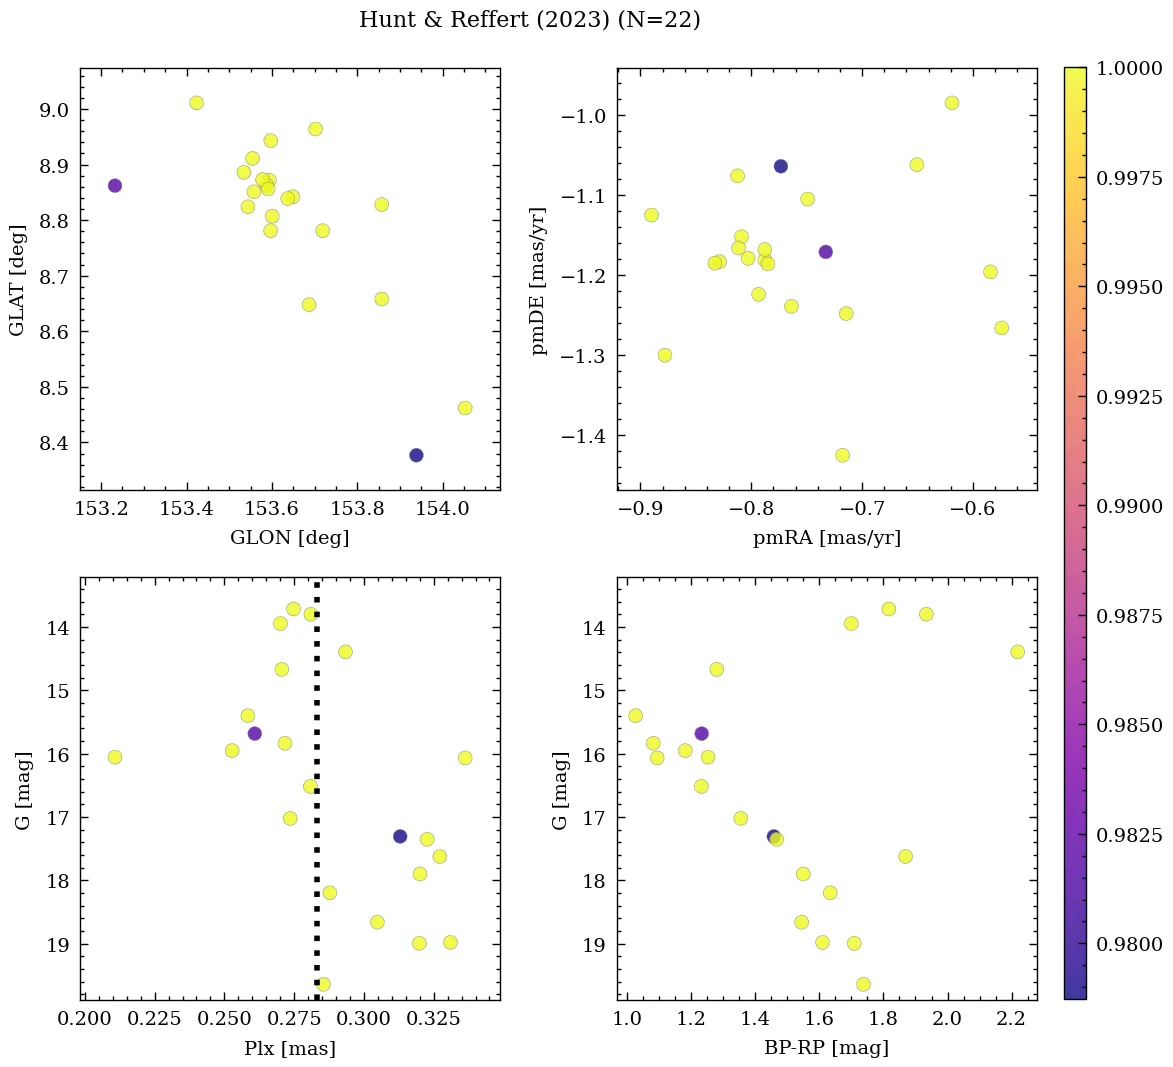 Hunt & Reffert (2023) (N=22)
9.0
8.9
8.8
8.7
8.6
8.5
8.4
GLAT [deg]
153.2 153.4 153.6 153.8 154.0
GLON [deg]
−1.0
−1.1
−1.2
−1.3
−1.4
pmDE [mas/yr]
−0.9 −0.8 −0.7 −0.6
pmRA [mas/yr]
14
15
16
17
18
19
G [mag]
0.200 0.225 0.250 0.275 0.300 0.325
Plx [mas]
14
15
16
17
18
19
G [mag]
1.0 1.2 1.4 1.6 1.8 2.0 2.2
BP-RP [mag]
1.0000
0.9975
0.9950
0.9925
0.9900
0.9875
0.9850
0.9825
0.9800